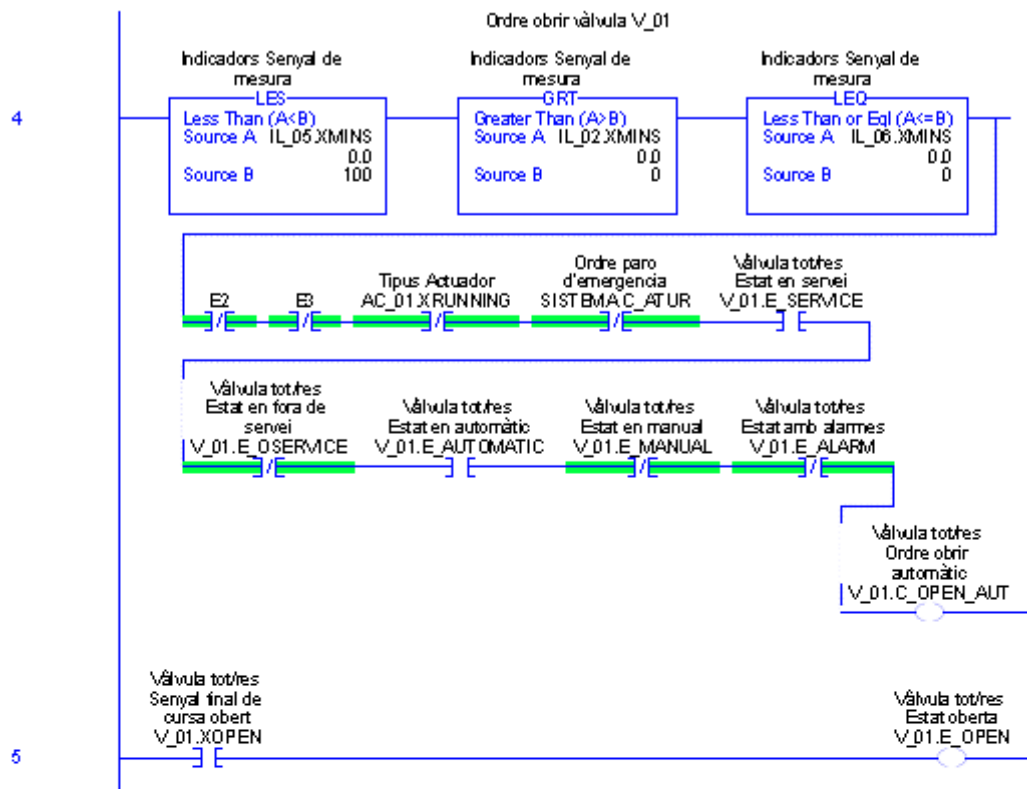 Ordre obrir vàlvula V_01
Indicadors Senyal de
mesura
Indicadors Senyal de
mesura
Indicadors Senyal de
mesura
4
LES
Less Than (A<B)
Source A IL_05.XMINS
0.0
Source B 100
GRT
Greater Than (A>B)
Source A IL_02.XMINS
0.0
Source B 0
LEQ
Less Than or Eql (A<=B)
Source A IL_06.XMINS
0.0
Source B 0
E2
E3
Tipus Actuador
AC_01.XRUNNING
Ordre paro
d'emergencia
SISTEMA.C_ATUR
Vàlvula tot/res
Estat en servei
V_01.E_SERVICE
Vàlvula tot/res
Estat en fora de
servei
V_01.E_OSERVICE
Vàlvula tot/res
Estat en automàtic
V_01.E_AUTOMATIC
Vàlvula tot/res
Estat en manual
V_01.E_MANUAL
Vàlvula tot/res
Estat amb alarmes
V_01.E_ALARM
Vàlvula tot/res
Ordre obrir
automàtic
V_01.C_OPEN_AUT
5
Vàlvula tot/res
Senyal final de
cursa obert
V_01.XOPEN
Vàlvula tot/res
Estat oberta
V_01.E_OPEN